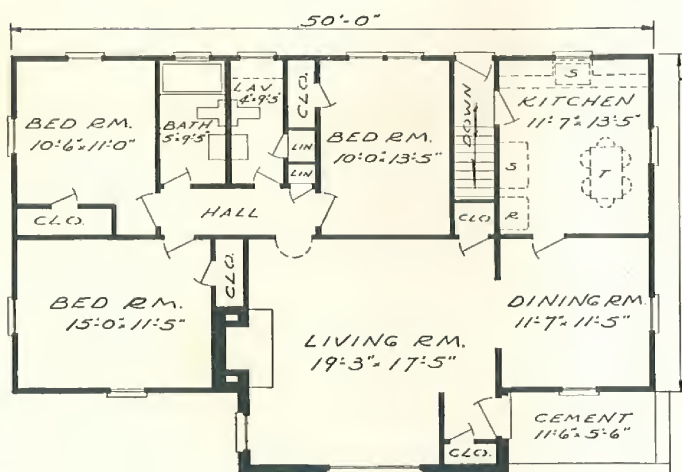 50'-0"
BED RM.
10'-6"x 11'-0"
CLO.
BATH
5'x 9'-5"
LAV.
4'x 9'-5"
CLO.
LIN
LIN
BED RM.
10'-0"x 13'-5"
DOWN
CLO
S
KITCHEN
11'-7"x 13'-5"
S
R
T
HALL
BED RM.
15'-0"x 11'-5"
CLO.
LIVING RM.
19'-3"x 17'-5"
DINING RM.
11'-7"x 11'-5"
CEMENT
11'-6"x 5'-6"
CLO.